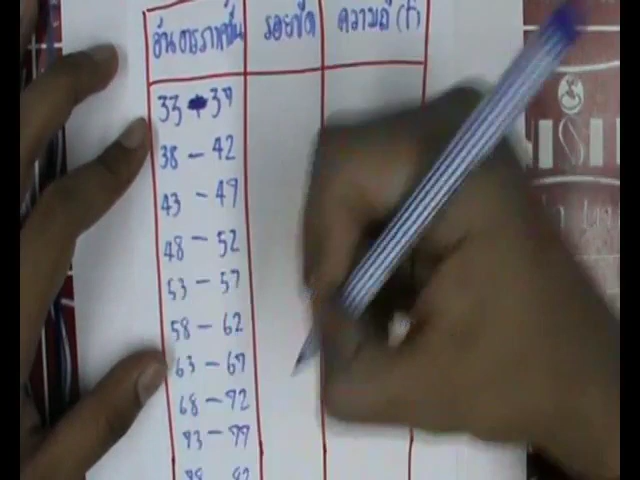 อันตรภาคชั้น รอยขีด ความถี่ (f)
33 - 37
38 - 42
43 - 47
48 - 52
53 - 57
58 - 62
63 - 67
68 - 72
73 - 77